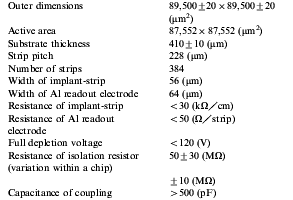 Outer dimensions 89,500±20 × 89,500±20
(μm²)
Active area 87,552 × 87,552 (μm²)
Substrate thickness 410±10 (μm)
Strip pitch 228 (μm)
Number of strips 384
Width of implant-strip 56 (μm)
Width of Al readout electrode 64 (μm)
Resistance of implant-strip <30 (kΩ/cm)
Resistance of Al readout <50 (Ω/strip)
electrode
Full depletion voltage <120 (V)
Resistance of isolation resistor 50±30 (MΩ)
(variation within a chip)
±10 (MΩ)
Capacitance of coupling >500 (pF)